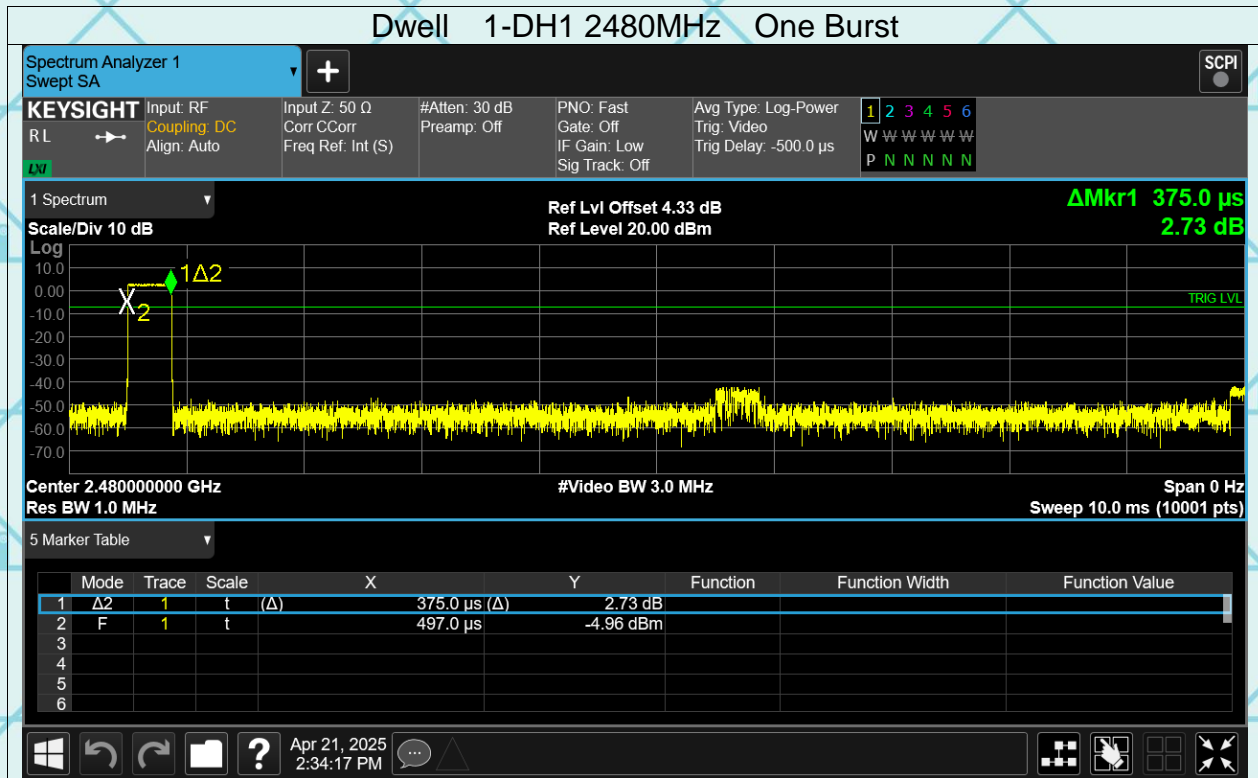 Dwell 1-DH1 2480MHz One Burst
Spectrum Analyzer 1
Swept SA
SCPI
KEYSIGHT
R L
LXI
Input: RF
Coupling: DC
Align: Auto
Input Z: 50 Ω
Corr CCorr
Freq Ref: Int (S)
#Atten: 30 dB
Preamp: Off
PNO: Fast
Gate: Off
IF Gain: Low
Sig Track: Off
Avg Type: Log-Power
Trig: Video
Trig Delay: -500.0 µs
1 2 3 4 5 6
W W W W W W
P N N N N N
1 Spectrum
Scale/Div 10 dB
Ref Lvl Offset 4.33 dB
Ref Level 20.00 dBm
ΔMkr1 375.0 µs
2.73 dB
Log
10.0
0.00
-10.0
-20.0
-30.0
-40.0
-50.0
-60.0
-70.0
1Δ2
2
TRIG LVL
Center 2.480000000 GHz #Video BW 3.0 MHz Span 0 Hz
Res BW 1.0 MHz Sweep 10.0 ms (10001 pts)
5 Marker Table
Mode Trace Scale X Y Function Function Width Function Value
1 Δ2 1 t (Δ) 375.0 µs (Δ) 2.73 dB
2 F 1 t 497.0 µs -4.96 dBm
3
4
5
6
?
Apr 21, 2025
2:34:17 PM